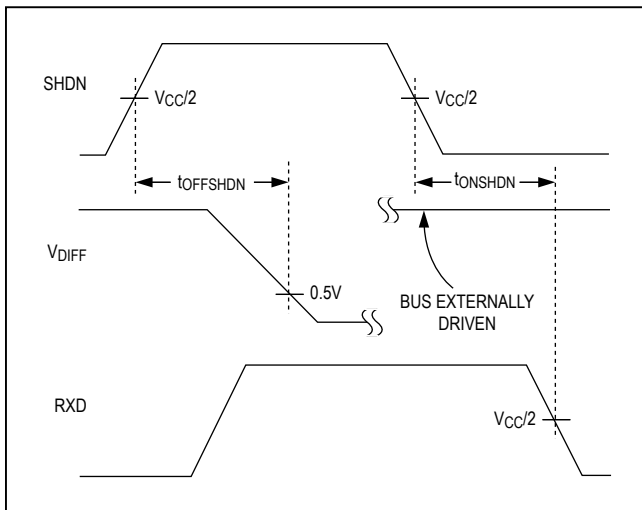 SHDN
VCC/2
VCC/2
tOFFSHDN
tONSHDN
VDIFF
0.5V
BUS EXTERNALLY
DRIVEN
RXD
VCC/2